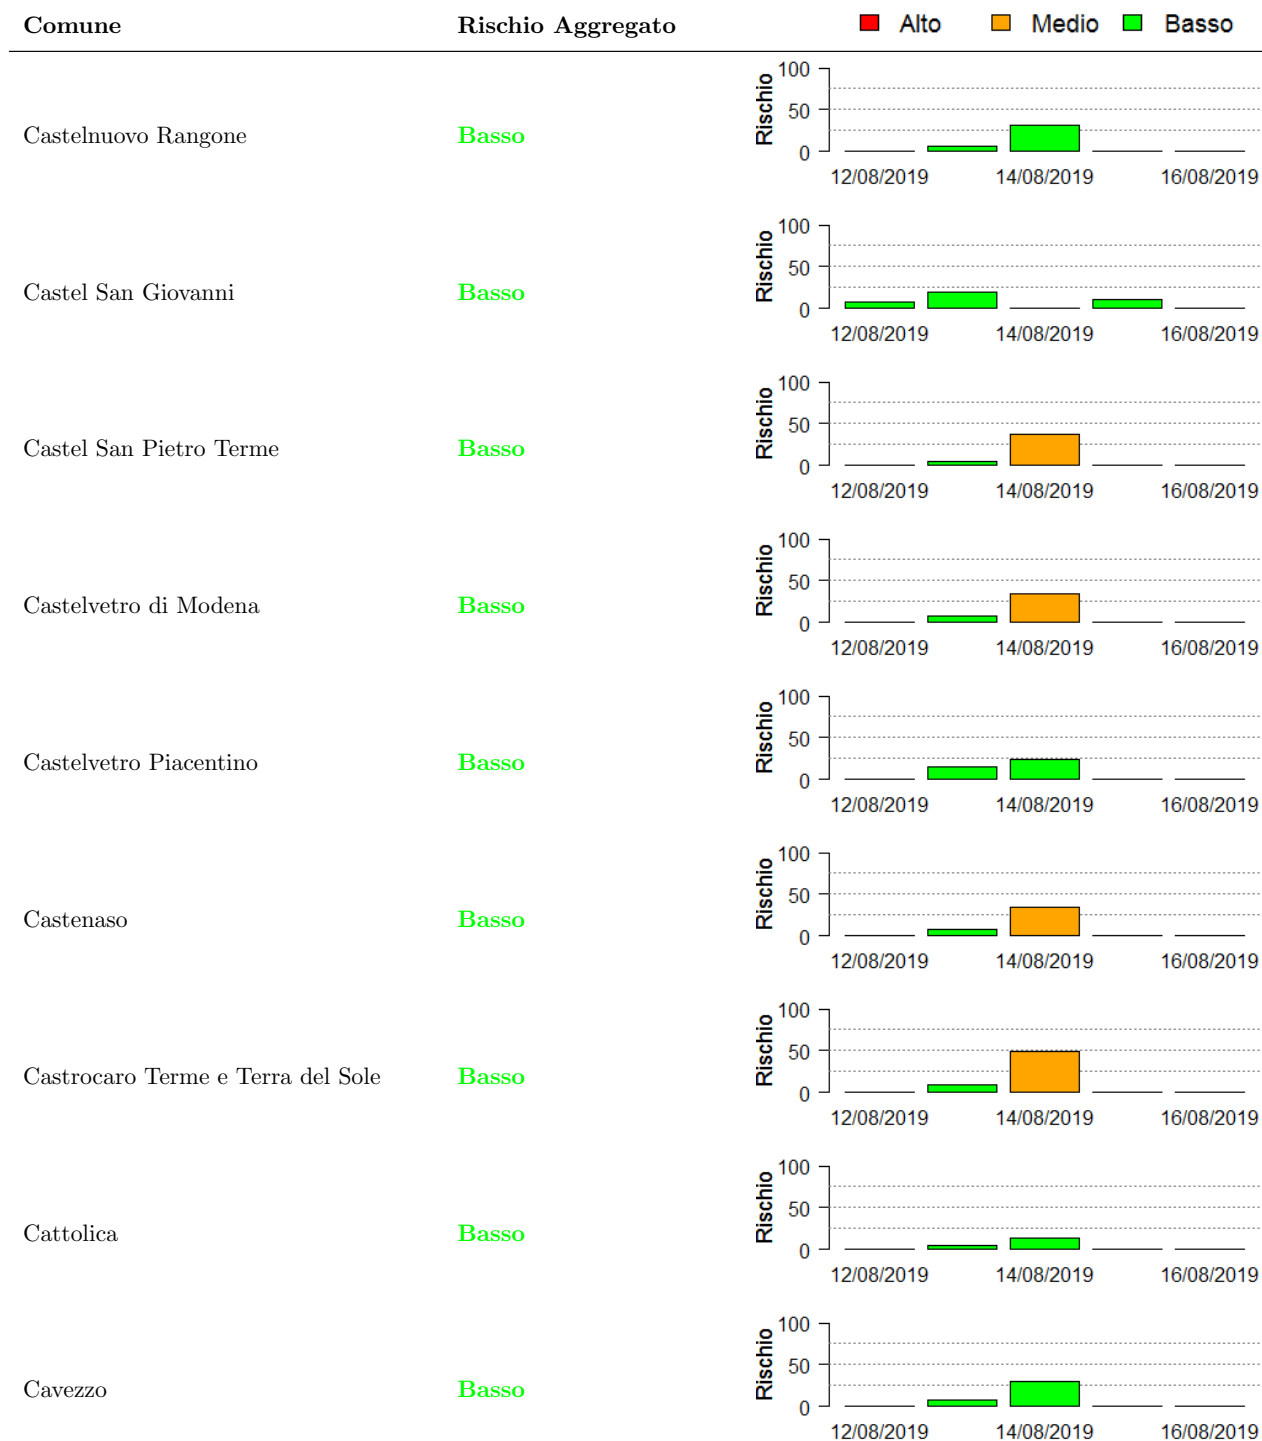 Comune Rischio Aggregato Alto Medio Basso
100
50
0
Rischio
Castelnuovo Rangone Basso
12/08/2019 14/08/2019 16/08/2019
100
50
0
Rischio
Castel San Giovanni Basso
12/08/2019 14/08/2019 16/08/2019
100
50
0
Rischio
Castel San Pietro Terme Basso
12/08/2019 14/08/2019 16/08/2019
100
50
0
Rischio
Castelvetro di Modena Basso
12/08/2019 14/08/2019 16/08/2019
100
50
0
Rischio
Castelvetro Piacentino Basso
12/08/2019 14/08/2019 16/08/2019
100
50
0
Rischio
Castenaso Basso
12/08/2019 14/08/2019 16/08/2019
100
50
0
Rischio
Castrocaro Terme e Terra del Sole Basso
12/08/2019 14/08/2019 16/08/2019
100
50
0
Rischio
Cattolica Basso
12/08/2019 14/08/2019 16/08/2019
100
50
0
Rischio
Cavezzo Basso
12/08/2019 14/08/2019 16/08/2019